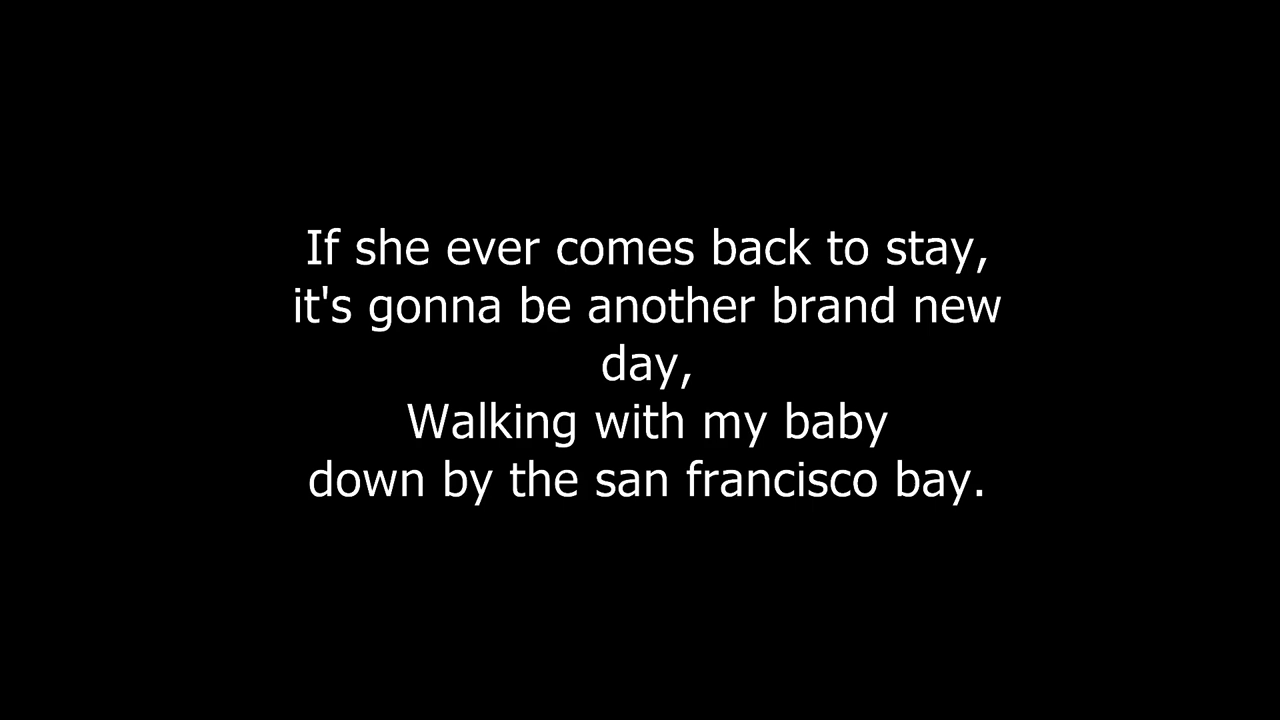 If she ever comes back to stay,
it's gonna be another brand new
day,
Walking with my baby
down by the san francisco bay.